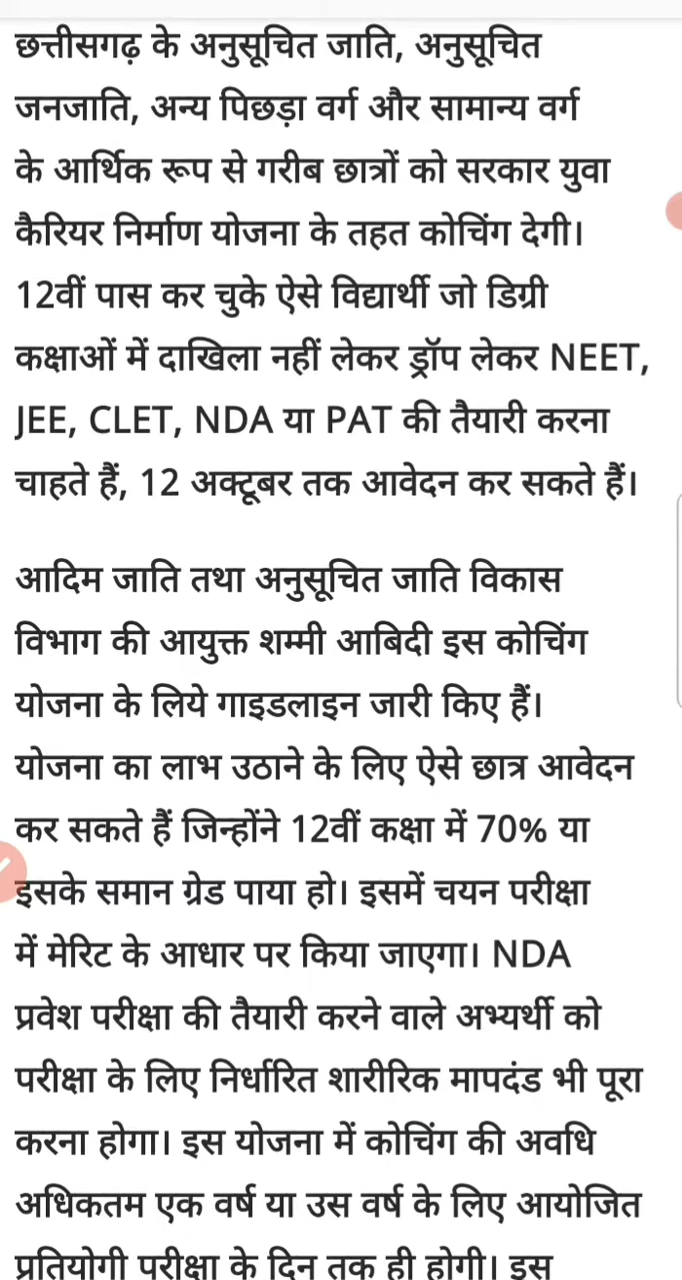 छत्तीसगढ़ के अनुसूचित जाति, अनुसूचित
जनजाति, अन्य पिछड़ा वर्ग और सामान्य वर्ग
के आर्थिक रूप से गरीब छात्रों को सरकार युवा
कैरियर निर्माण योजना के तहत कोचिंग देगी।
12वीं पास कर चुके ऐसे विद्यार्थी जो डिग्री
कक्षाओं में दाखिला नहीं लेकर ड्रॉप लेकर NEET,
JEE, CLET, NDA या PAT की तैयारी करना
चाहते हैं, 12 अक्टूबर तक आवेदन कर सकते हैं।
आदिम जाति तथा अनुसूचित जाति विकास
विभाग की आयुक्त शम्मी आबिदी इस कोचिंग
योजना के लिये गाइडलाइन जारी किए हैं।
योजना का लाभ उठाने के लिए ऐसे छात्र आवेदन
कर सकते हैं जिन्होंने 12वीं कक्षा में 70% या
इसके समान ग्रेड पाया हो। इसमें चयन परीक्षा
में मेरिट के आधार पर किया जाएगा। NDA
प्रवेश परीक्षा की तैयारी करने वाले अभ्यर्थी को
परीक्षा के लिए निर्धारित शारीरिक मापदंड भी पूरा
करना होगा। इस योजना में कोचिंग की अवधि
अधिकतम एक वर्ष या उस वर्ष के लिए आयोजित
प्रतियोगी परीक्षा के दिन तक ही होगी। इस